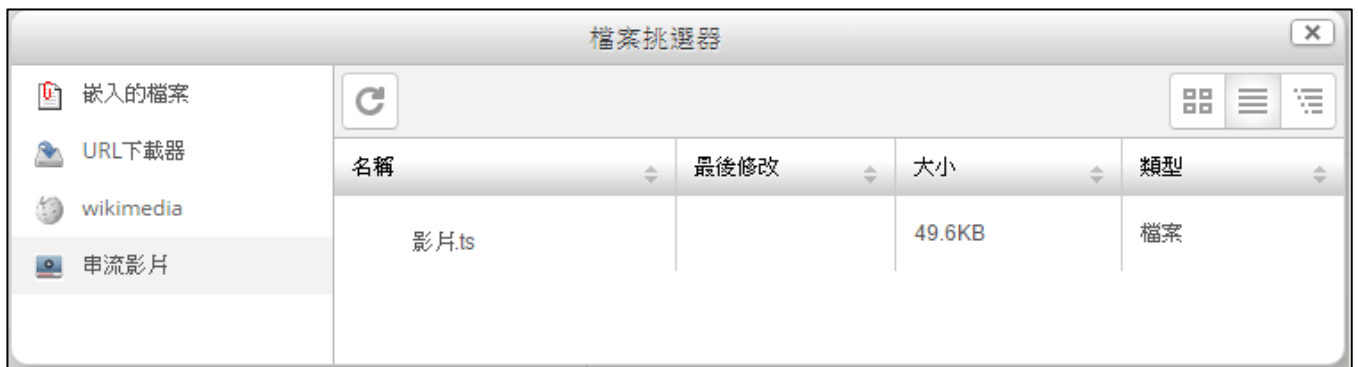 檔案挑選器
嵌入的檔案
URL下載器
wikimedia
串流影片
名稱 最後修改 大小 類型
影片.ts 49.6KB 檔案